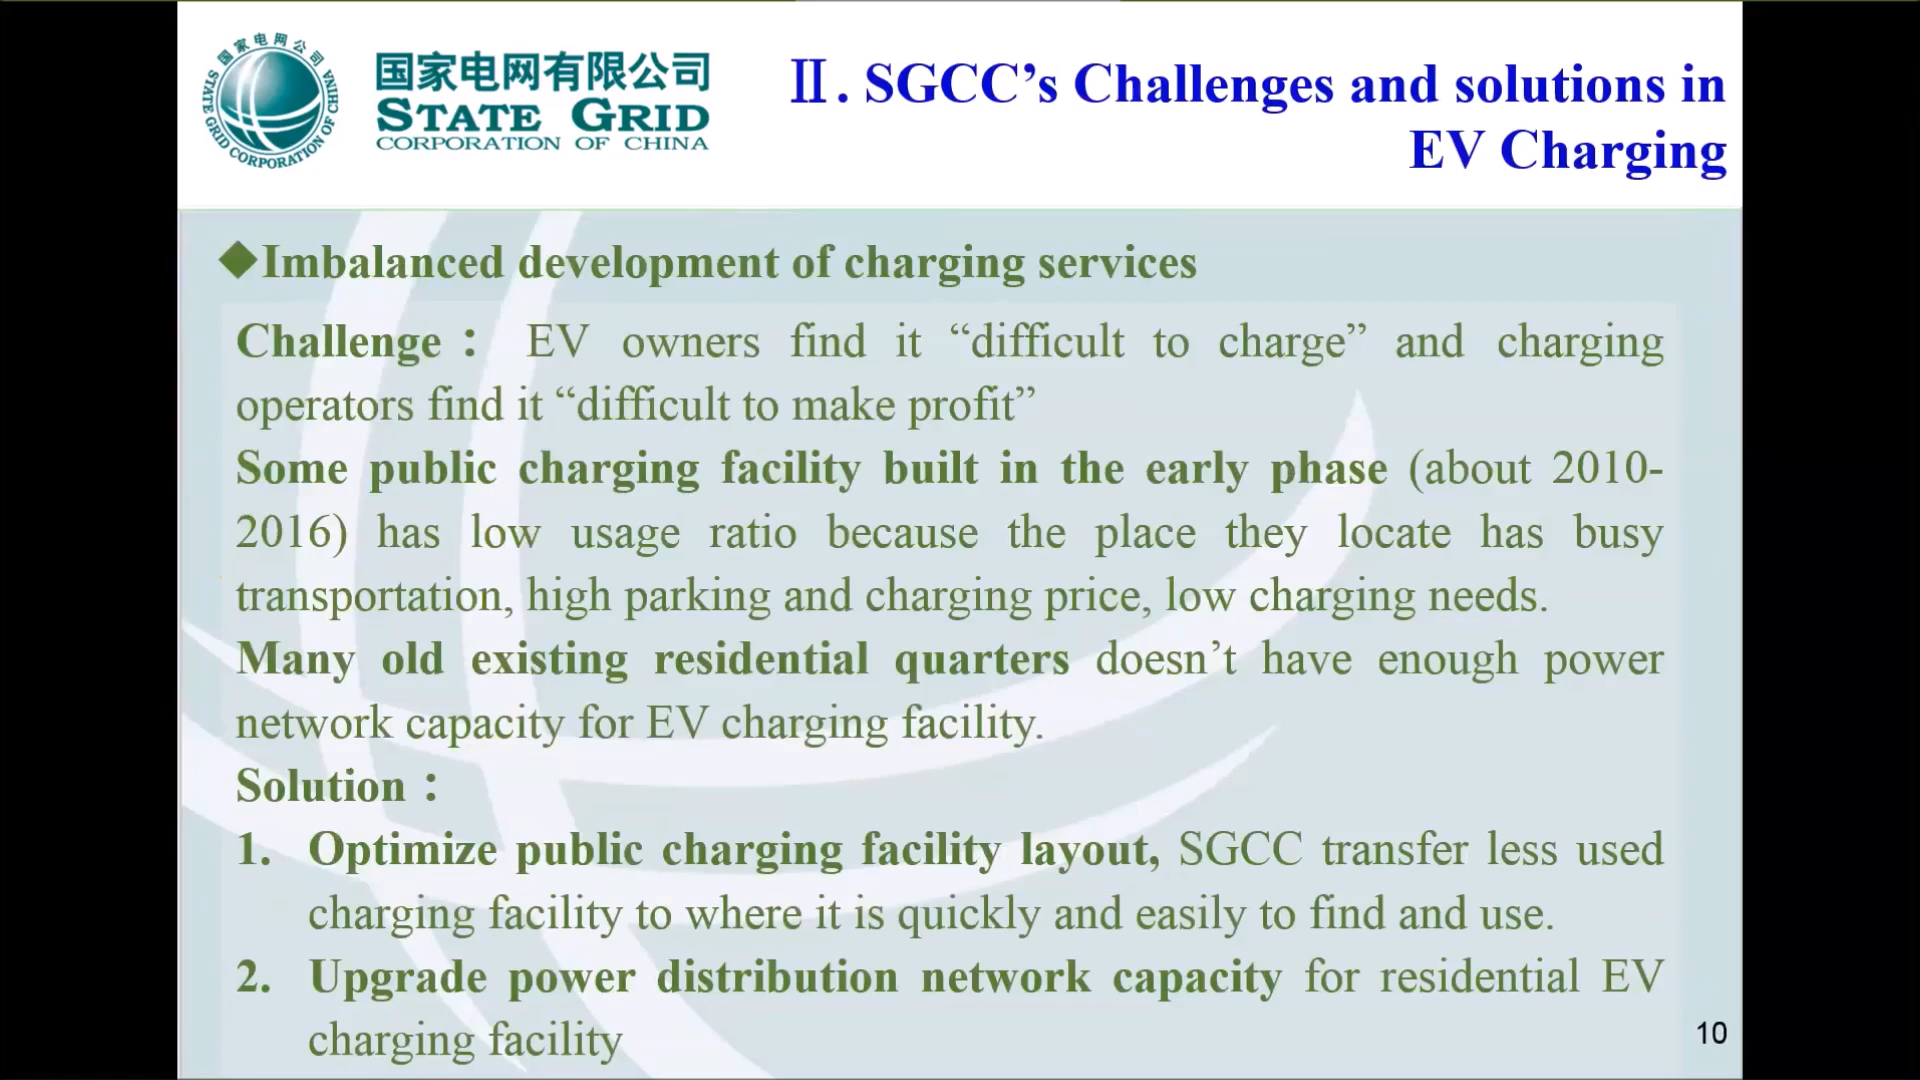 国家电网公司
STATE GRID CORPORATION OF CHINA
国家电网有限公司
STATE GRID
CORPORATION OF CHINA
Ⅱ. SGCC’s Challenges and solutions in
EV Charging
◆Imbalanced development of charging services
Challenge： EV owners find it “difficult to charge” and charging
operators find it “difficult to make profit”
Some public charging facility built in the early phase (about 2010-
2016) has low usage ratio because the place they locate has busy
transportation, high parking and charging price, low charging needs.
Many old existing residential quarters doesn’t have enough power
network capacity for EV charging facility.
Solution：
1. Optimize public charging facility layout, SGCC transfer less used
charging facility to where it is quickly and easily to find and use.
2. Upgrade power distribution network capacity for residential EV
charging facility
10